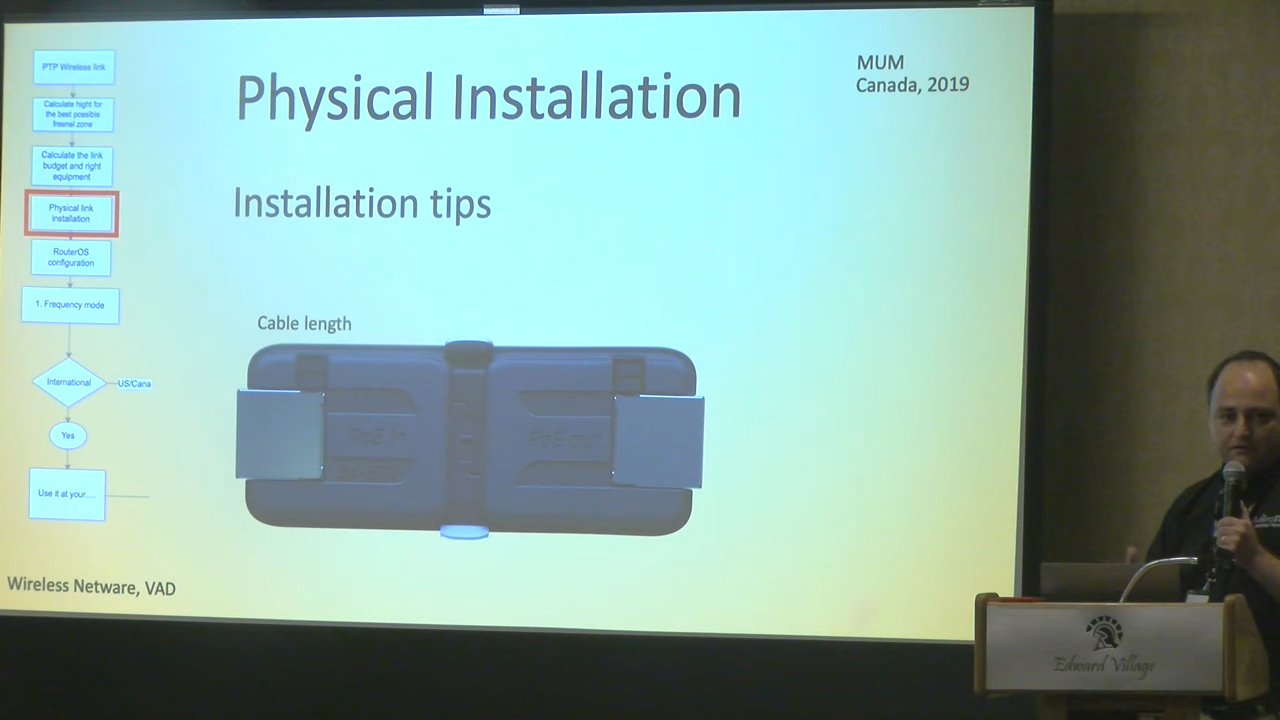 PTP Wireless link
Calculate hight for
the best possible
fresnel zone
Calculate the link
budget and right
equipment
Physical link
installation
RouterOS
configuration
1. Frequency mode
International
US/Cana
Yes
Use it at your.....
Wireless Netware, VAD
Physical Installation
MUM
Canada, 2019
Installation tips
Cable length
PoE in
PoE out
Edward Village